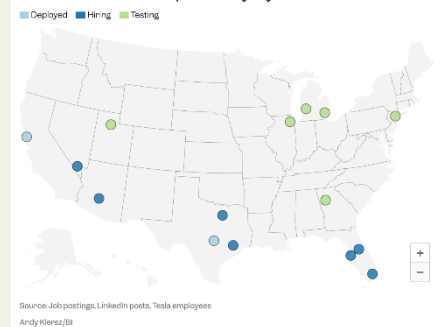 Deployed Hiring Testing
+
−
Source: Job postings, LinkedIn posts, Tesla employees
Andy Kiersz/BI